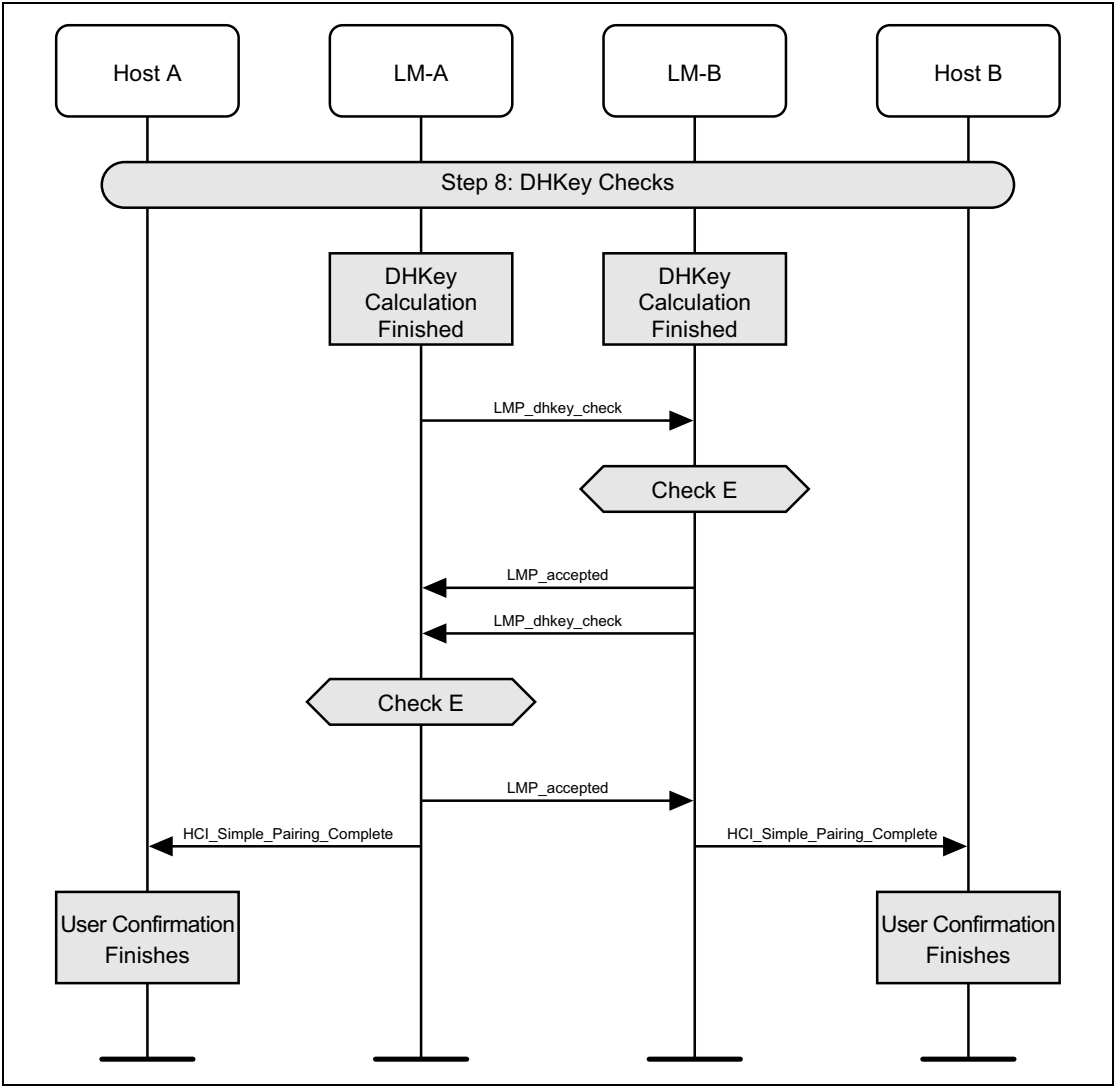 Host A
LM-A
LM-B
Host B
Step 8: DHKey Checks
DHKey
Calculation
Finished
DHKey
Calculation
Finished
LMP_dhkey_check
Check E
LMP_accepted
LMP_dhkey_check
Check E
LMP_accepted
HCI_Simple_Pairing_Complete
HCI_Simple_Pairing_Complete
User Confirmation
Finishes
User Confirmation
Finishes